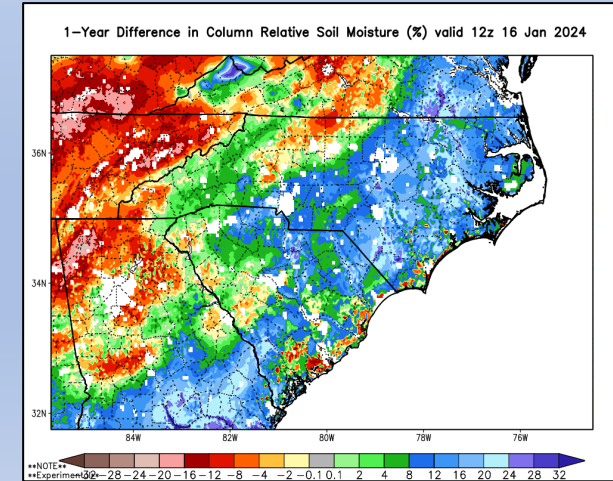 1-Year Difference in Column Relative Soil Moisture (%) valid 12z 16 Jan 2024
36N
34N
32N
84W 82W 80W 78W 76W
**NOTE**
**Experimental** -32 -28 -24 -20 -16 -12 -8 -4 -2 -0.1 0.1 2 4 8 12 16 20 24 28 32